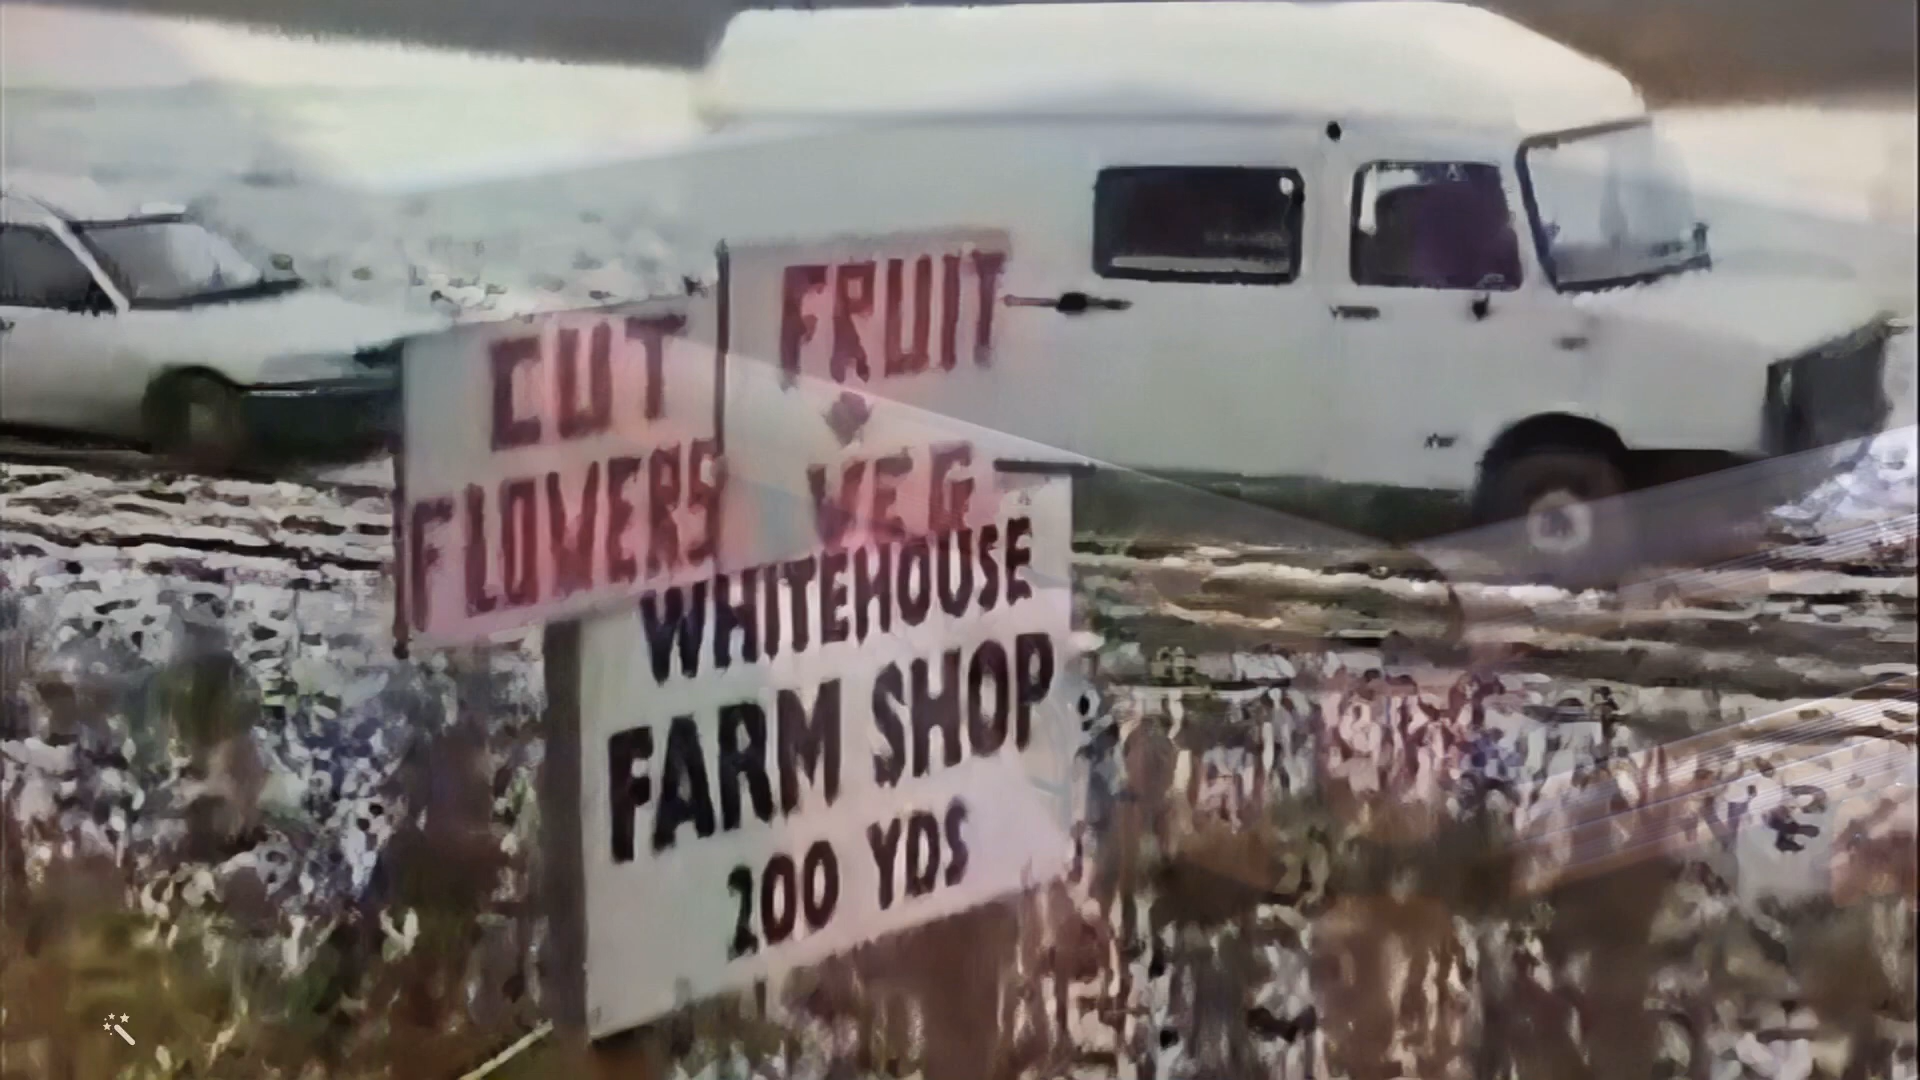 CUT
FLOWERS
FRUIT
VEG
WHITEHOUSE
FARM SHOP
200 YDS